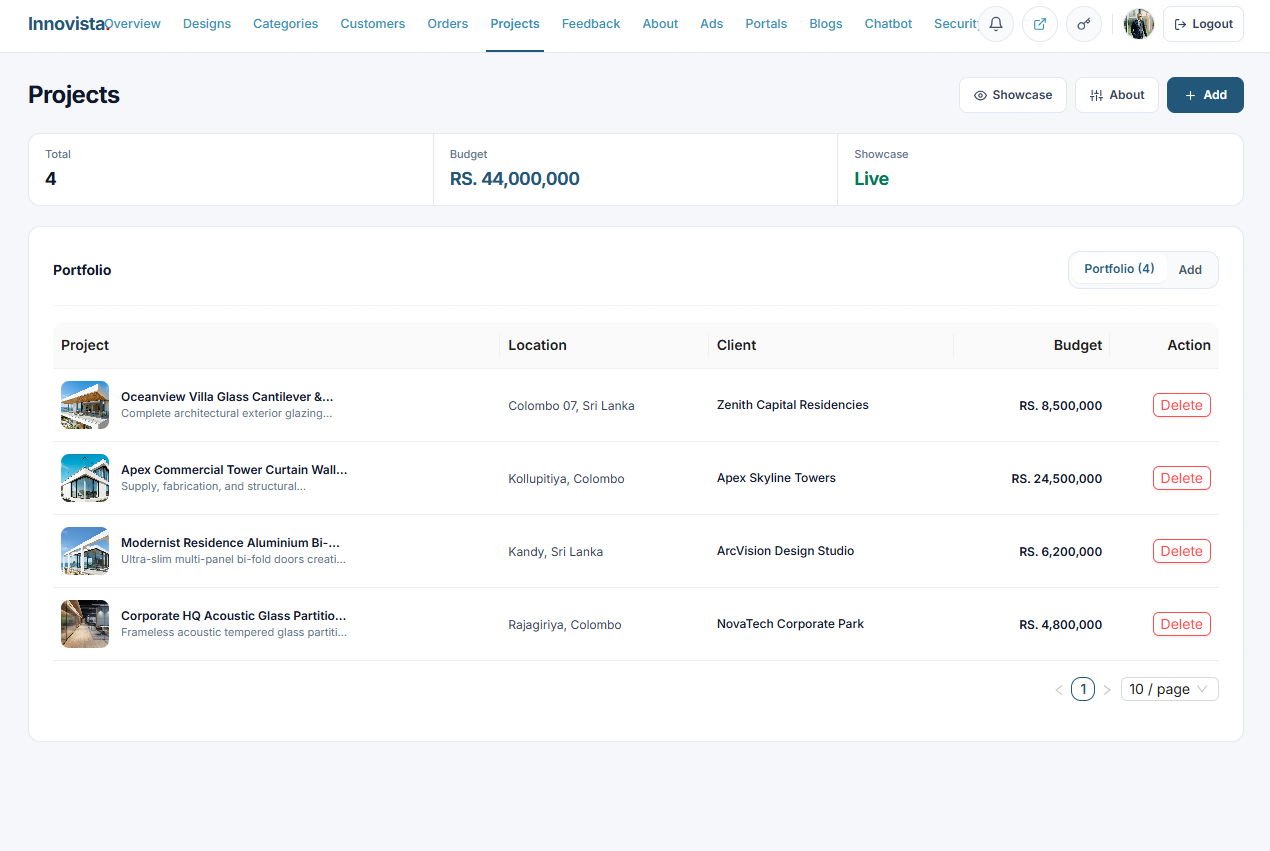 Innovista.
Overview Designs Categories Customers Orders Projects Feedback About Ads Portals Blogs Chatbot Securit
Logout
Projects
Showcase About + Add
Total Budget Showcase
4 RS. 44,000,000 Live
Portfolio
Portfolio (4) Add
Project Location Client Budget Action
Oceanview Villa Glass Cantilever &...
Complete architectural exterior glazing...
Colombo 07, Sri Lanka Zenith Capital Residencies RS. 8,500,000 Delete
Apex Commercial Tower Curtain Wall...
Supply, fabrication, and structural...
Kollupitiya, Colombo Apex Skyline Towers RS. 24,500,000 Delete
Modernist Residence Aluminium Bi-...
Ultra-slim multi-panel bi-fold doors creati...
Kandy, Sri Lanka ArcVision Design Studio RS. 6,200,000 Delete
Corporate HQ Acoustic Glass Partitio...
Frameless acoustic tempered glass partiti...
Rajagiriya, Colombo NovaTech Corporate Park RS. 4,800,000 Delete
1 10 / page